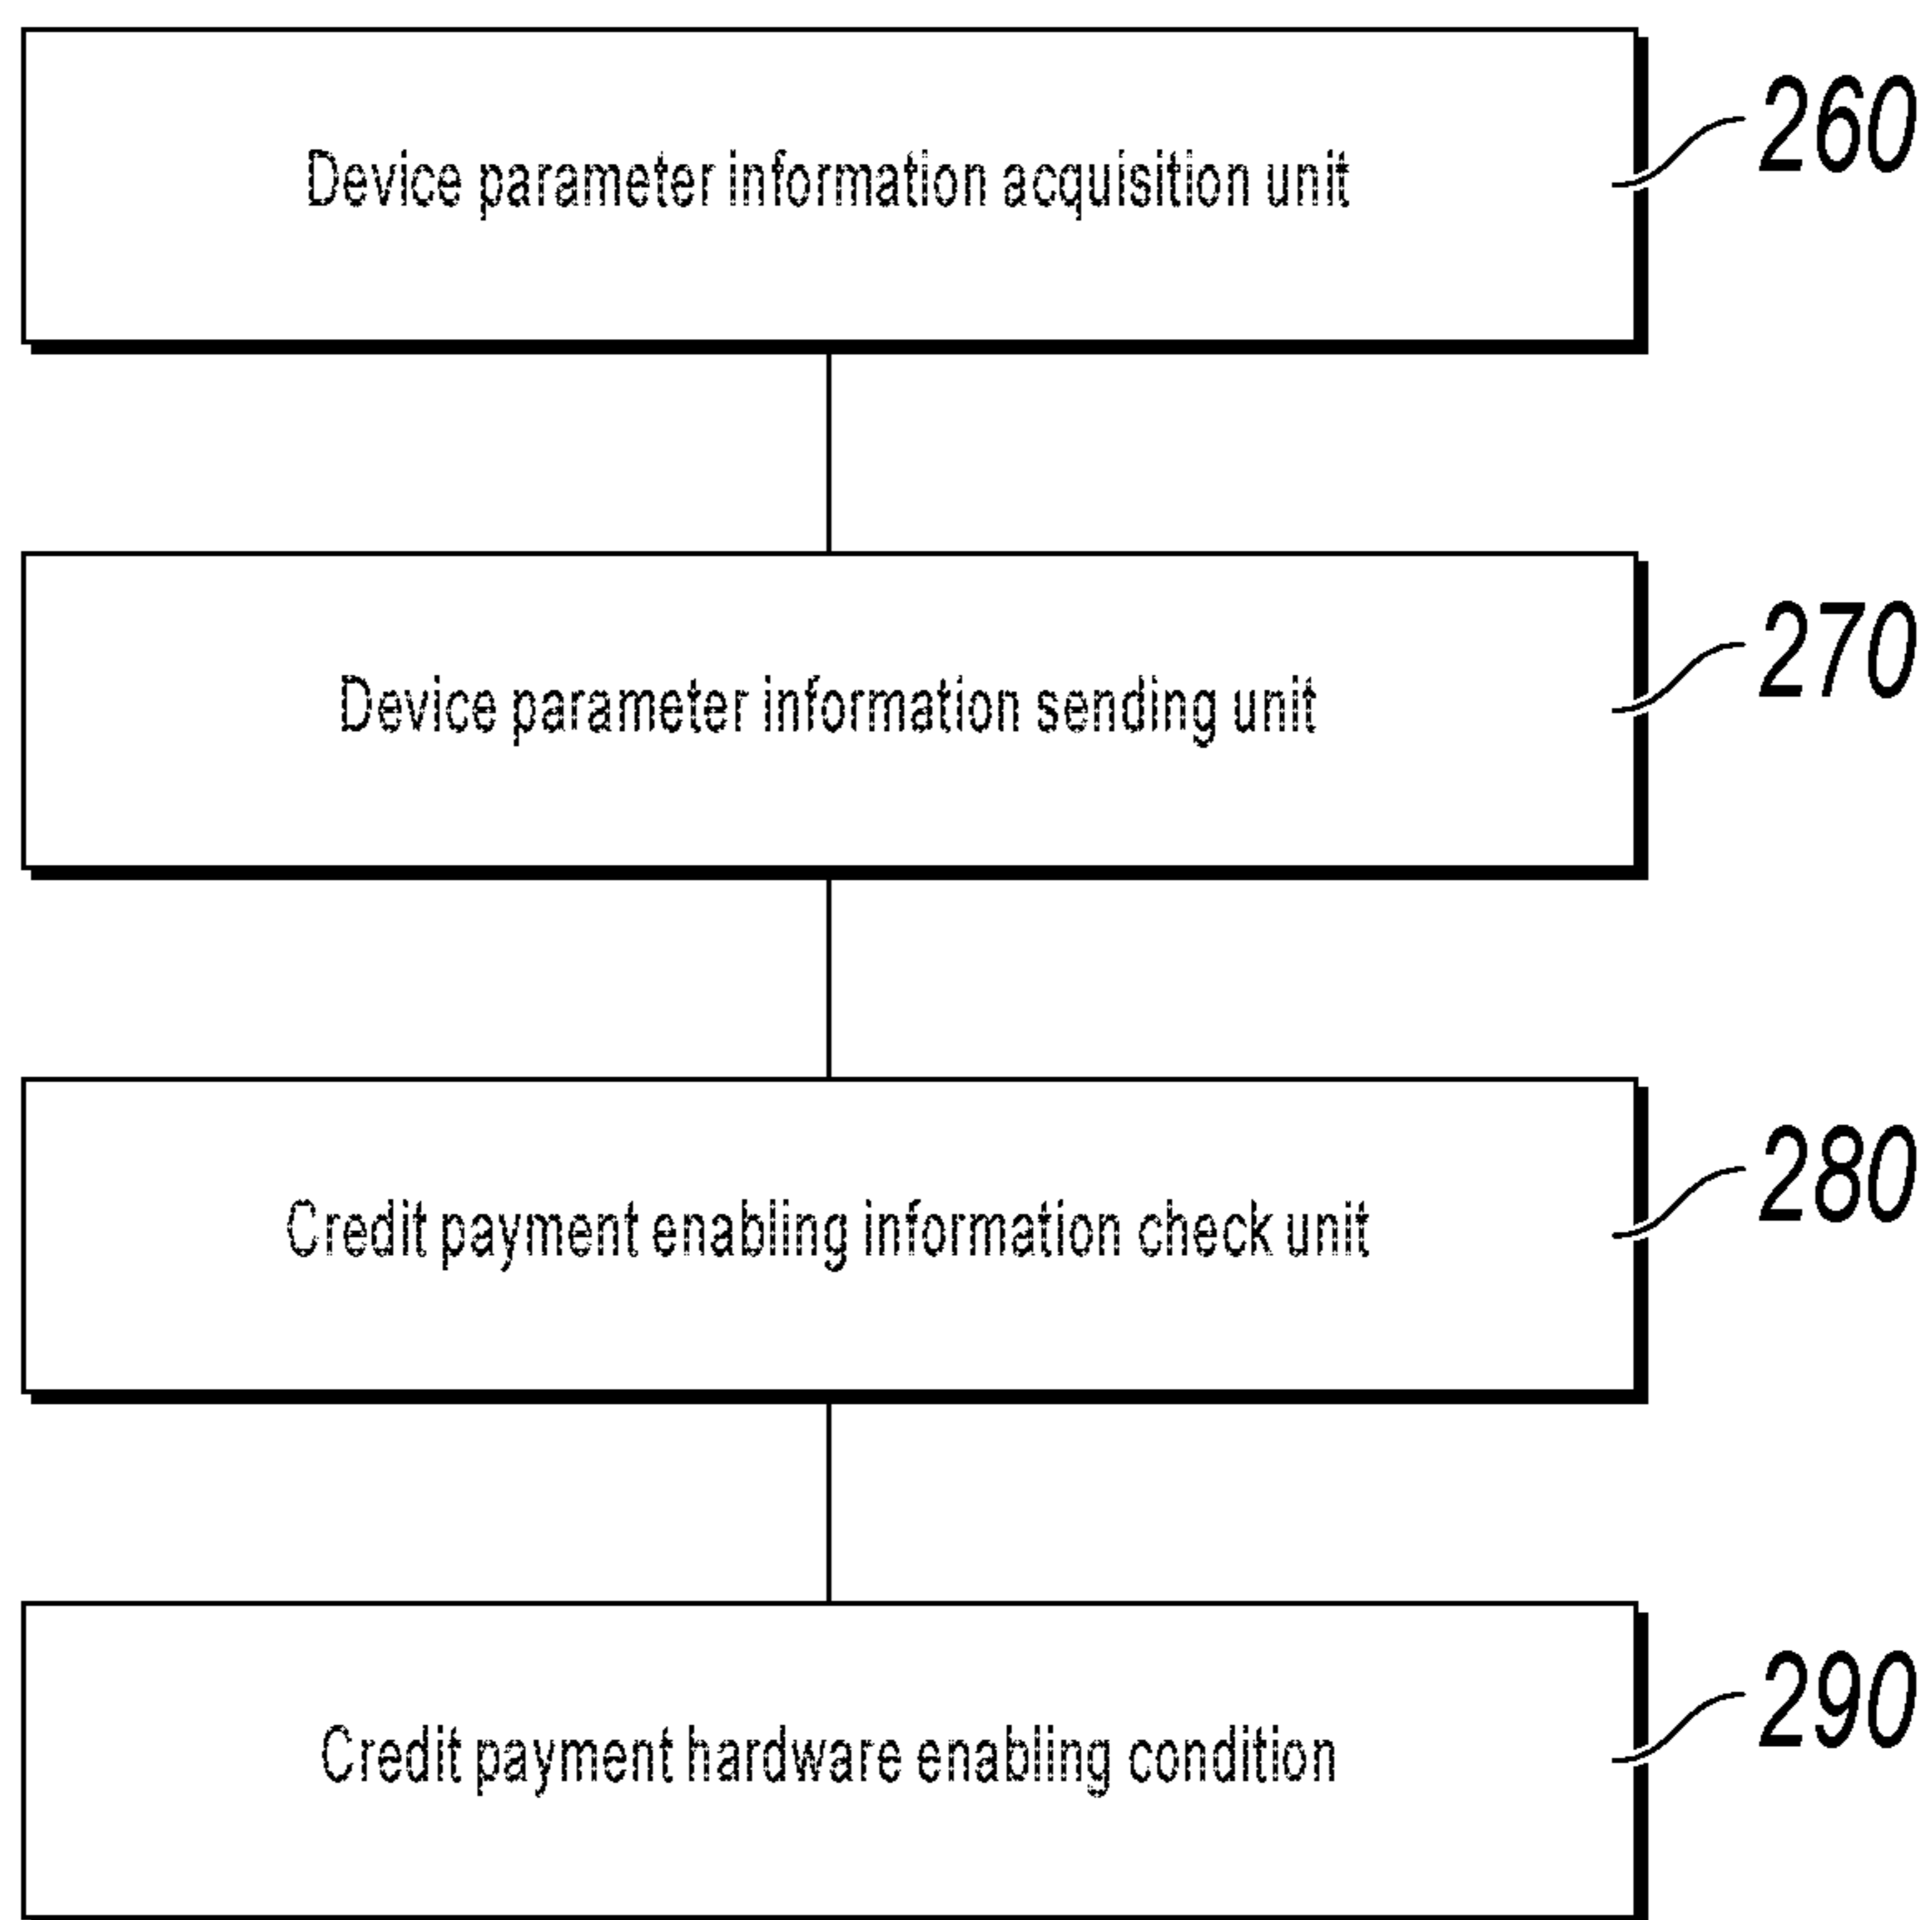 Device parameter information acquisition unit
260
Device parameter information sending unit
270
Credit payment enabling information check unit
280
Credit payment hardware enabling condition
290